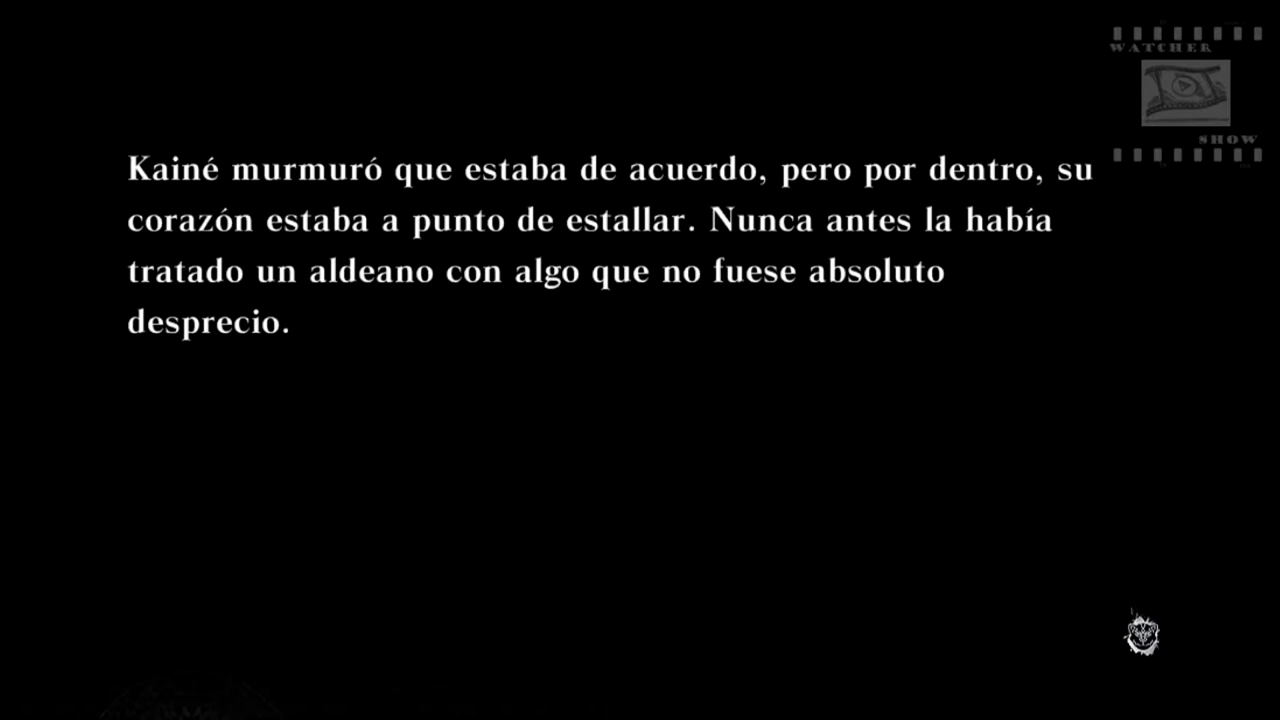 WATCHER
SHOW
Kainé murmuró que estaba de acuerdo, pero por dentro, su
corazón estaba a punto de estallar. Nunca antes la había
tratado un aldeano con algo que no fuese absoluto
desprecio.